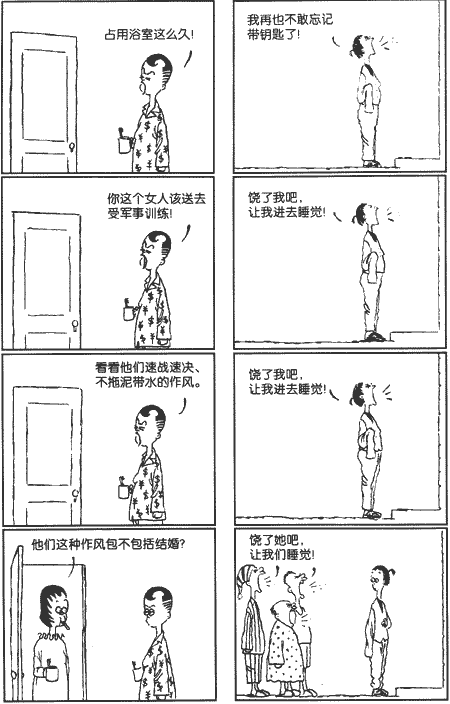 占用浴室这么久!
你这个女人该送去
受军事训练!
看看他们速战速决、
不拖泥带水的作风。
他们这种作风包不包括结婚?
我再也不敢忘记
带钥匙了!
饶了我吧,
让我进去睡觉!
饶了我吧,
让我进去睡觉!
饶了她吧,
让我们睡觉!